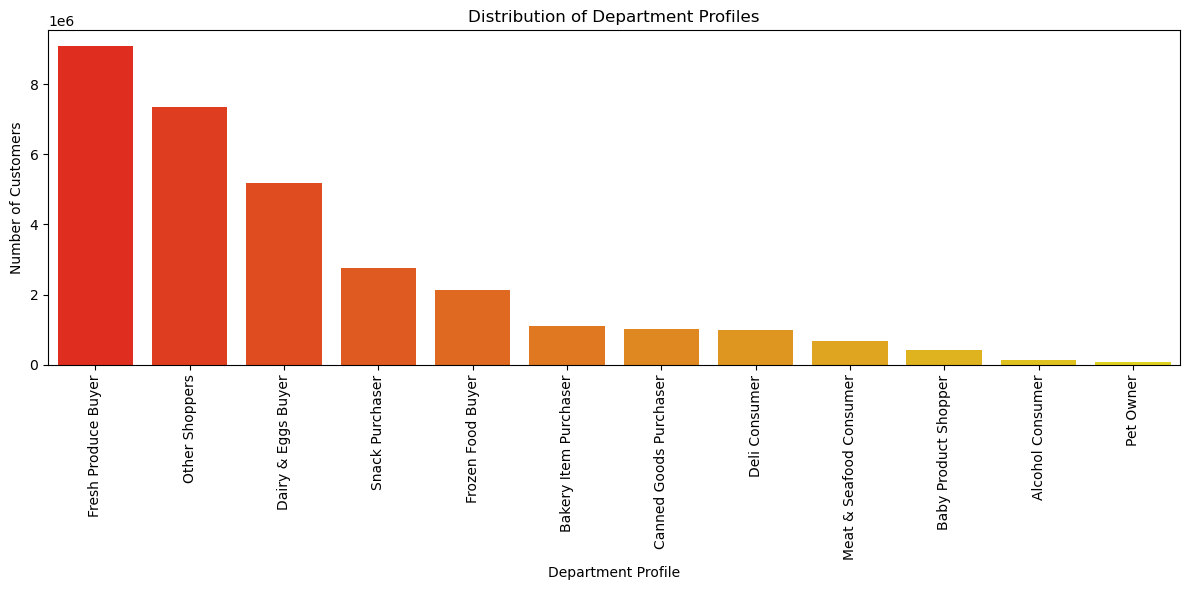 Distribution of Department Profiles
1e6
8
6
4
2
0
Number of Customers
Fresh Produce Buyer
Other Shoppers
Dairy & Eggs Buyer
Snack Purchaser
Frozen Food Buyer
Bakery Item Purchaser
Canned Goods Purchaser
Deli Consumer
Meat & Seafood Consumer
Baby Product Shopper
Alcohol Consumer
Pet Owner
Department Profile